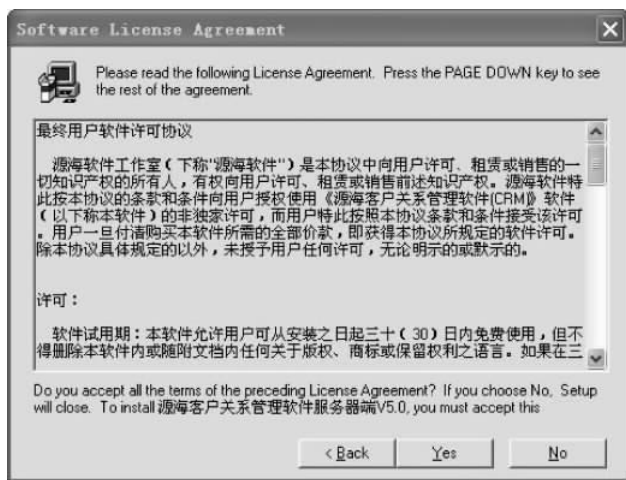 Software License Agreement
Please read the following License Agreement. Press the PAGE DOWN key to see
the rest of the agreement.
最终用户软件许可协议
源海软件工作室(下称"源海软件")是本协议中向用户许可、租赁或销售的一
切知识产权的所有人,有权向用户许可、租赁或销售前述知识产权。源海软件特
此按本协议的条款和条件向用户授权使用《源海客户关系管理软件(CRM)》软件
(以下称本软件)的非独家许可,而用户特此按照本协议条款和条件接受该许可
。用户一旦付清购买本软件所需的全部价款,即获得本协议所规定的软件许可。
除本协议具体规定的以外,未授予用户任何许可,无论明示的或默示的。
许可:
软件试用期:本软件允许用户可从安装之日起三十(30)日内免费使用,但不
得删除本软件内或随附文档内任何关于版权、商标或保留权利之语言。如果在三
Do you accept all the terms of the preceding License Agreement? If you choose No, Setup
will close. To install 源海客户关系管理软件服务器端V5.0, you must accept this
< Back
Yes
No